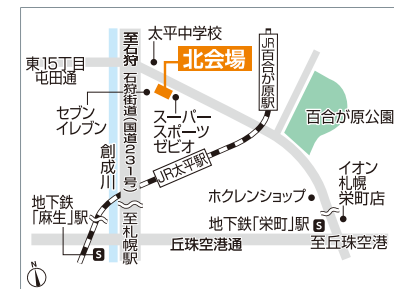 太平中学校
北会場
東15丁目
屯田通
至石狩
石狩街道(国道231号)
至札幌駅
JR百合が原駅
セブン
イレブン
スーパー
スポーツ
ゼビオ
百合が原公園
創成川
JR太平駅
イオン
札幌
栄町店
ホクレンショップ
地下鉄
「麻生」駅
S
地下鉄「栄町」駅
S
丘珠空港通
至丘珠空港
N